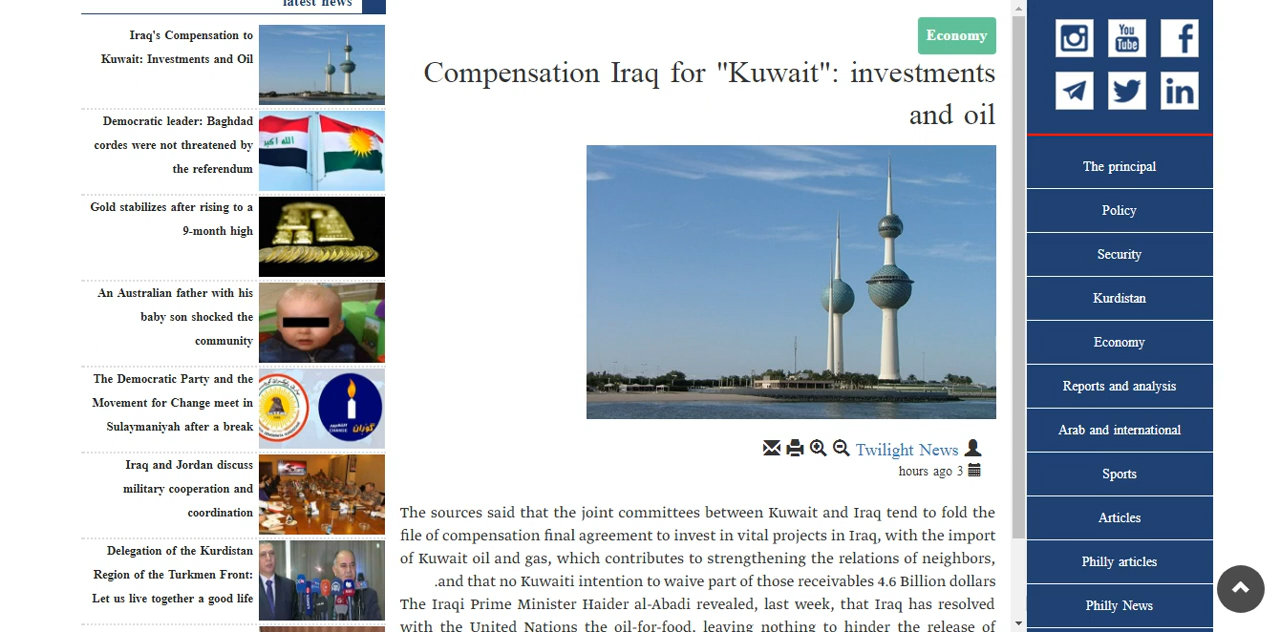 latest news
Iraq's Compensation to
Kuwait: Investments and Oil
Democratic leader: Baghdad
cordes were not threatened by
the referendum
Gold stabilizes after rising to a
9-month high
An Australian father with his
baby son shocked the
community
The Democratic Party and the
Movement for Change meet in
Sulaymaniyah after a break
Iraq and Jordan discuss
military cooperation and
coordination
Delegation of the Kurdistan
Region of the Turkmen Front:
Let us live together a good life
الله اكبر
CHANGE
گۆڕان
Economy
Compensation Iraq for "Kuwait": investments
and oil
Twilight News
hours ago 3
The sources said that the joint committees between Kuwait and Iraq tend to fold the
file of compensation final agreement to invest in vital projects in Iraq, with the import
of Kuwait oil and gas, which contributes to strengthening the relations of neighbors,
.and that no Kuwaiti intention to waive part of those receivables 4.6 Billion dollars
The Iraqi Prime Minister Haider al-Abadi revealed, last week, that Iraq has resolved
with the United Nations the oil-for-food, leaving nothing to hinder the release of
You
Tube
f
in
The principal
Policy
Security
Kurdistan
Economy
Reports and analysis
Arab and international
Sports
Articles
Philly articles
Philly News